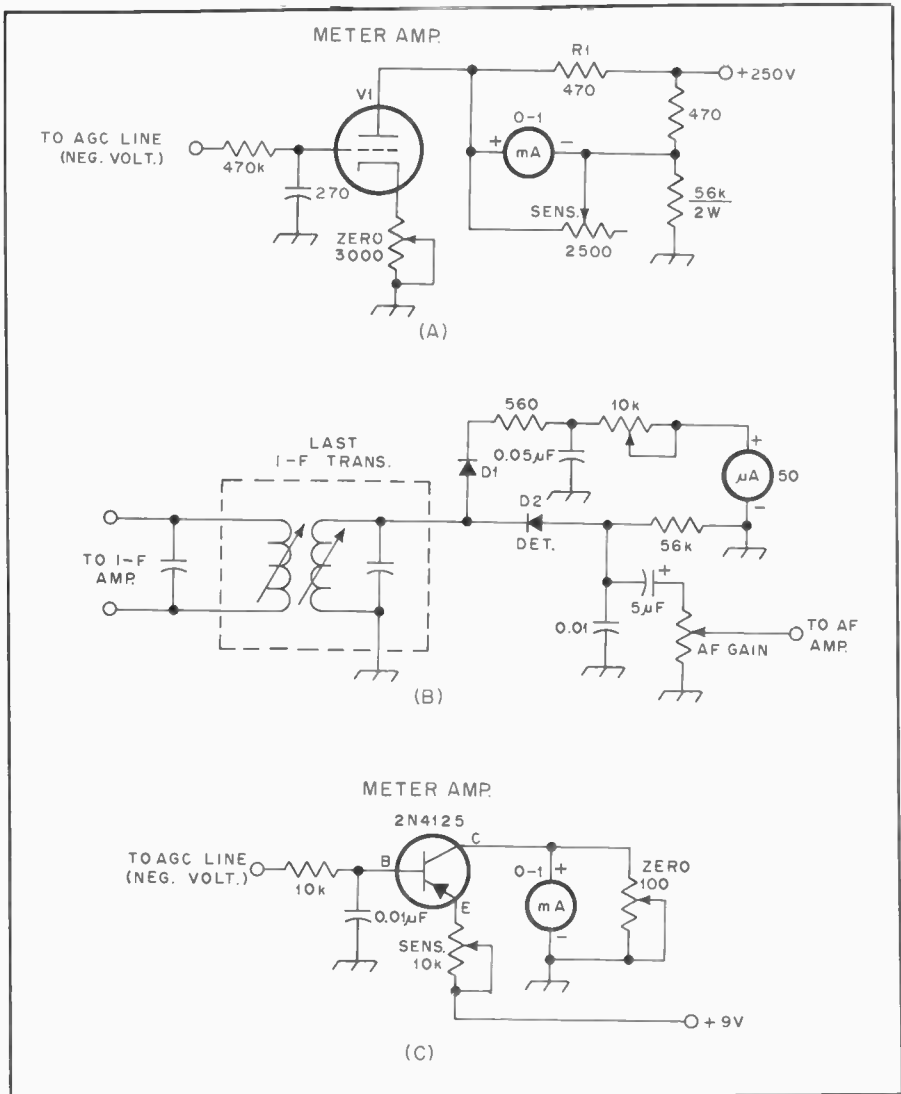 METER AMP.
R1
470
+250V
V1
470
0-1
mA
+
-
TO AGC LINE
(NEG. VOLT.)
470k
270
SENS.
2500
56k
2W
ZERO
3000
(A)
560
10k
LAST
I-F TRANS.
0.05µF
D1
+
µA
50
-
D2
DET.
56k
TO I-F
AMP.
5µF
+
0.01
AF GAIN
TO AF
AMP.
(B)
METER AMP.
2N4125
C
TO AGC LINE
(NEG. VOLT.)
10k
B
0-1
+
mA
-
ZERO
100
0.01µF
E
SENS.
10k
+9V
(C)